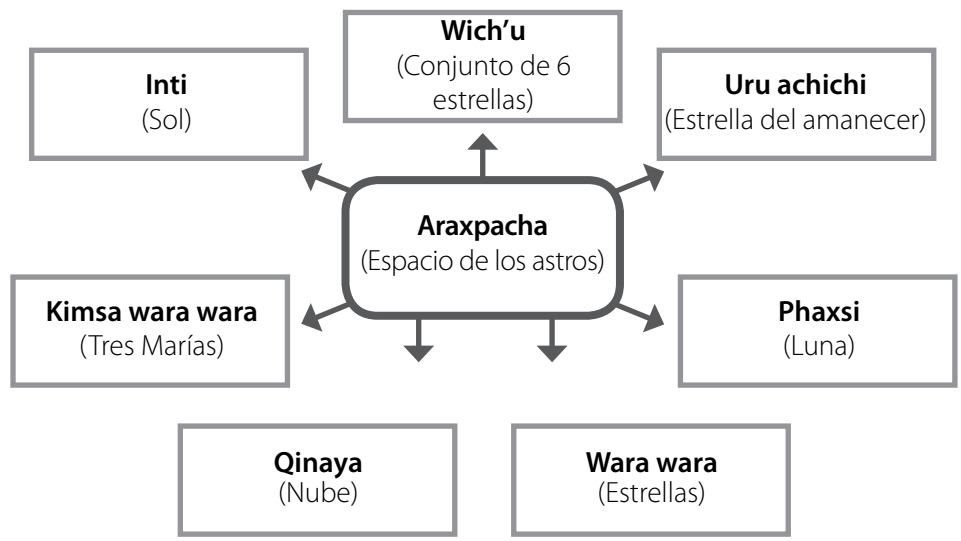 Wich’u
(Conjunto de 6
estrellas)
Inti
(Sol)
Uru achichi
(Estrella del amanecer)
Araxpacha
(Espacio de los astros)
Kimsa wara wara
(Tres Marías)
Phaxsi
(Luna)
Qinaya
(Nube)
Wara wara
(Estrellas)